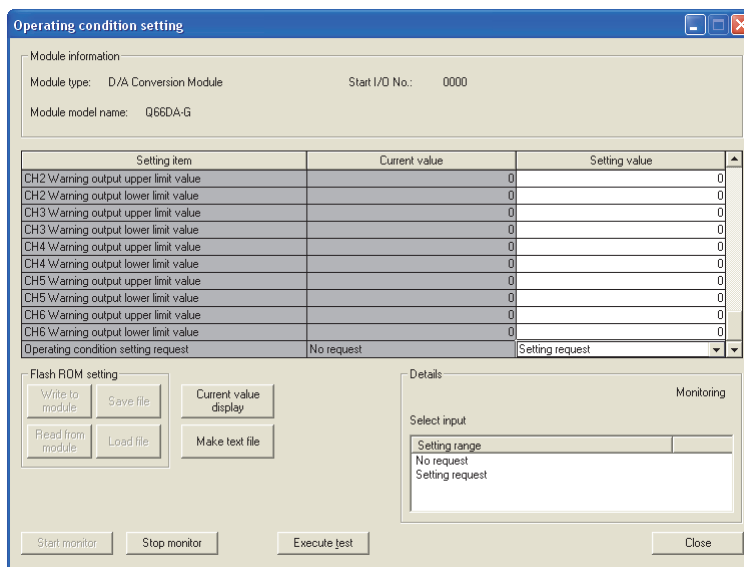 Operating condition setting
Module information
Module type: D/A Conversion Module Start I/O No.: 0000
Module model name: Q66DA-G
Setting item Current value Setting value
CH2 Warning output upper limit value 0 0
CH2 Warning output lower limit value 0 0
CH3 Warning output upper limit value 0 0
CH3 Warning output lower limit value 0 0
CH4 Warning output upper limit value 0 0
CH4 Warning output lower limit value 0 0
CH5 Warning output upper limit value 0 0
CH5 Warning output lower limit value 0 0
CH6 Warning output upper limit value 0 0
CH6 Warning output lower limit value 0 0
Operating condition setting request No request Setting request
Flash ROM setting
Write to
module
Save file
Read from
module
Load file
Current value
display
Make text file
Details
Monitoring
Select input
Setting range
No request
Setting request
Start monitor Stop monitor Execute test Close